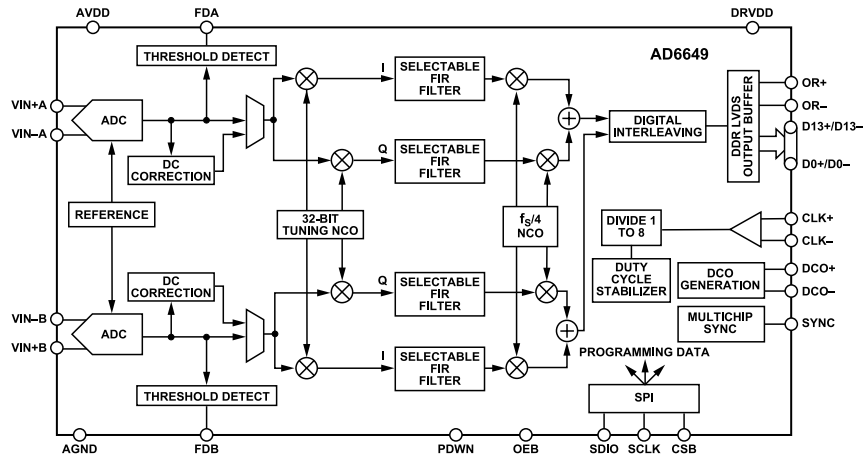 AVDD
FDA
DRVDD
THRESHOLD DETECT
AD6649
VIN+A
VIN–A
ADC
DC
CORRECTION
I
SELECTABLE
FIR
FILTER
Q
SELECTABLE
FIR
FILTER
DIGITAL
INTERLEAVING
DDR LVDS
OUTPUT BUFFER
OR+
OR–
D13+/D13–
D0+/D0–
REFERENCE
32-BIT
TUNING NCO
fS/4
NCO
DIVIDE 1
TO 8
DUTY
CYCLE
STABILIZER
CLK+
CLK–
DCO
GENERATION
DCO+
DCO–
MULTICHIP
SYNC
SYNC
DC
CORRECTION
Q
SELECTABLE
FIR
FILTER
VIN–B
VIN+B
ADC
I
SELECTABLE
FIR
FILTER
THRESHOLD DETECT
PROGRAMMING DATA
SPI
AGND
FDB
PDWN
OEB
SDIO
SCLK
CSB